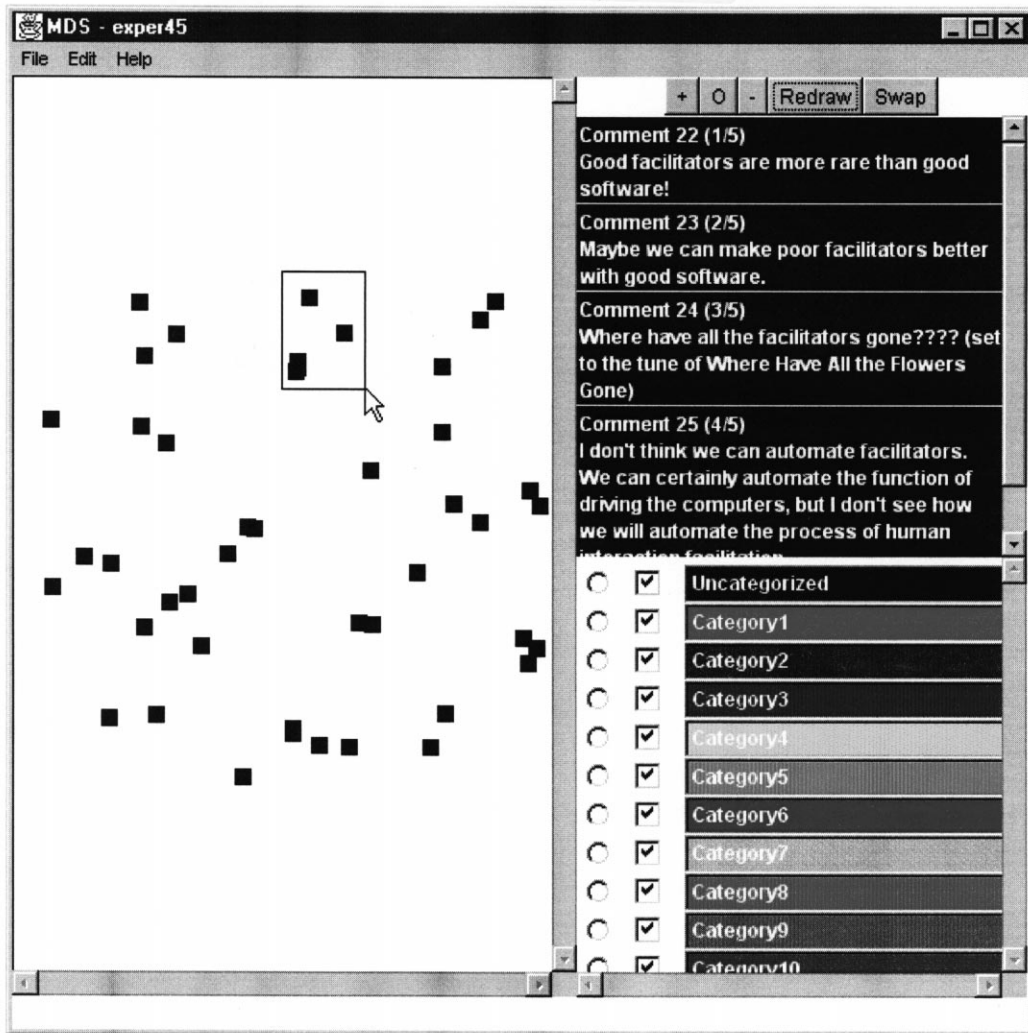 MDS - exper45
File Edit Help
+ O - Redraw Swap
Comment 22 (1/5)
Good facilitators are more rare than good
software!
Comment 23 (2/5)
Maybe we can make poor facilitators better
with good software.
Comment 24 (3/5)
Where have all the facilitators gone???? (set
to the tune of Where Have All the Flowers
Gone)
Comment 25 (4/5)
I don't think we can automate facilitators.
We can certainly automate the function of
driving the computers, but I don't see how
we will automate the process of human
interaction facilitation
Uncategorized
Category1
Category2
Category3
Category4
Category5
Category6
Category7
Category8
Category9
Category10